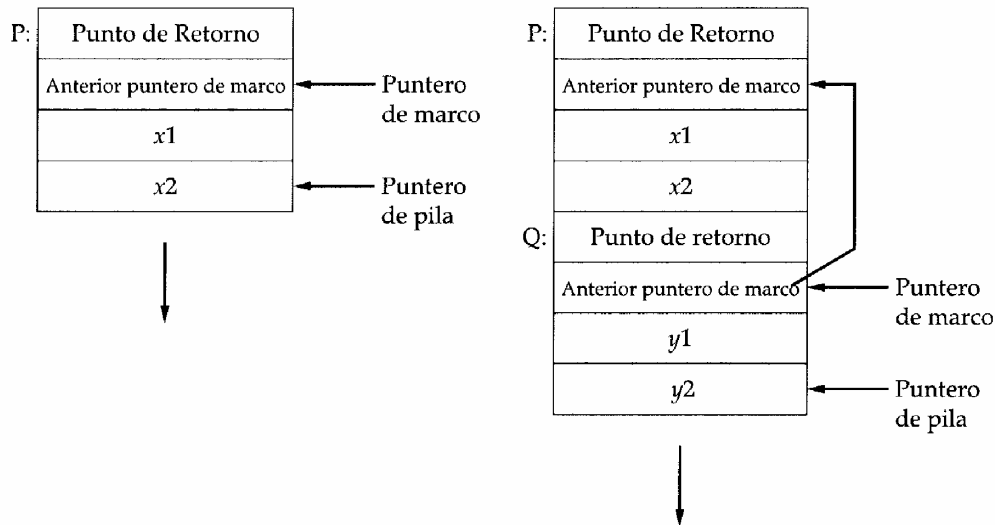 P:
Punto de Retorno
Anterior puntero de marco
Puntero
de marco
x1
x2
Puntero
de pila
P:
Punto de Retorno
Anterior puntero de marco
x1
x2
Q:
Punto de retorno
Anterior puntero de marco
Puntero
de marco
y1
y2
Puntero
de pila